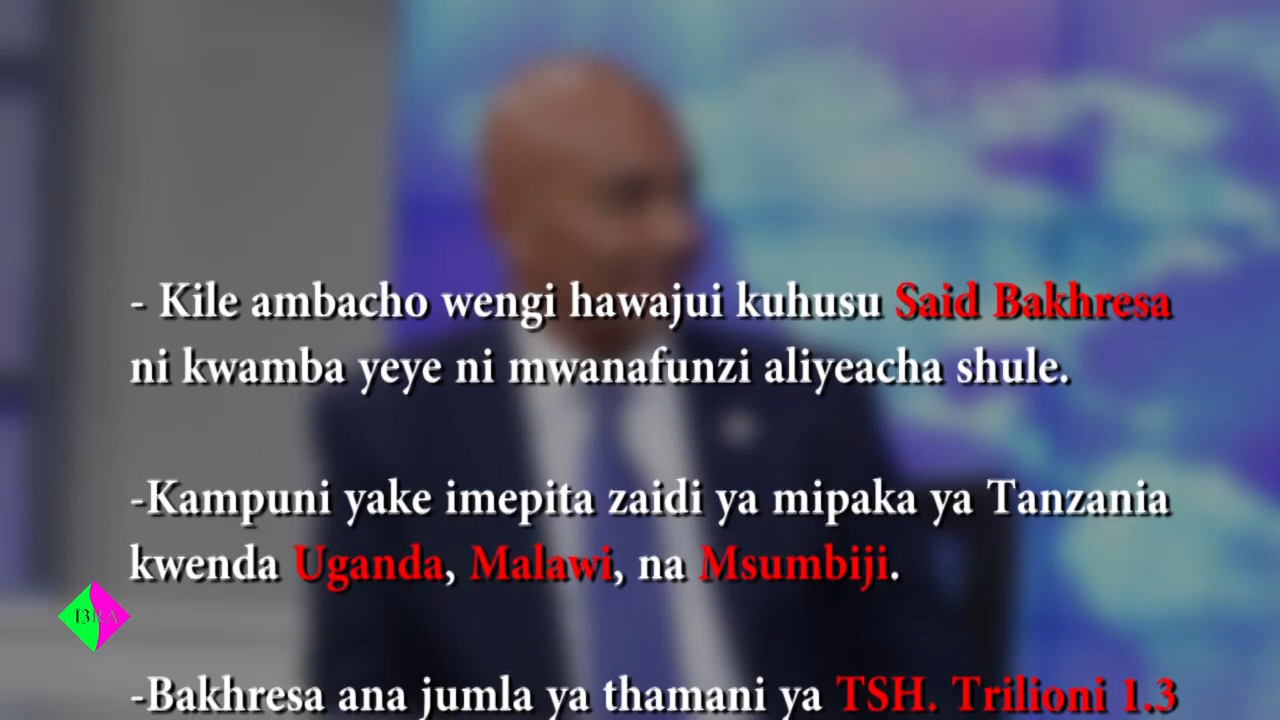 - Kile ambacho wengi hawajui kuhusu Said Bakhresa
ni kwamba yeye ni mwanafunzi aliyeacha shule.
-Kampuni yake imepita zaidi ya mipaka ya Tanzania
kwenda Uganda, Malawi, na Msumbiji.
I3RA
-Bakhresa ana jumla ya thamani ya TSH. Trilioni 1.3